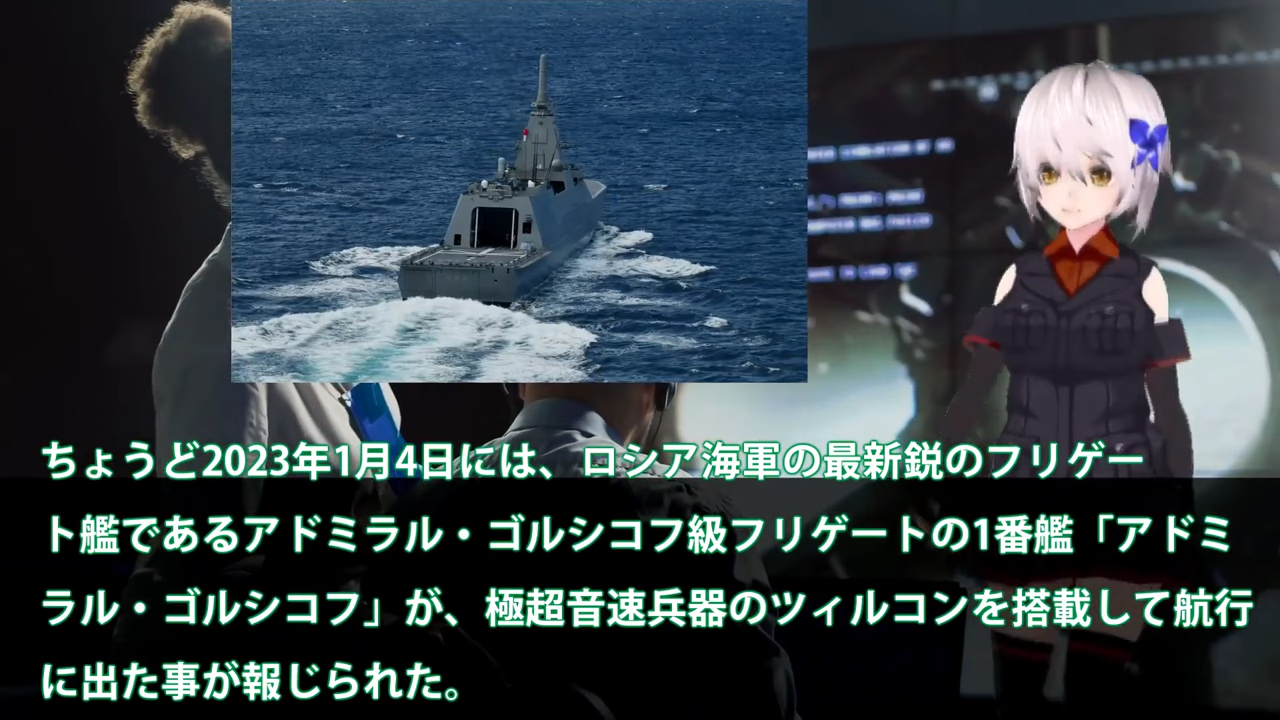 ちょうど2023年1月4日には、ロシア海軍の最新鋭のフリゲー
ト艦であるアドミラル・ゴルシコフ級フリゲートの1番艦「アドミ
ラル・ゴルシコフ」が、極超音速兵器のツィルコンを搭載して航行
に出た事が報じられた。